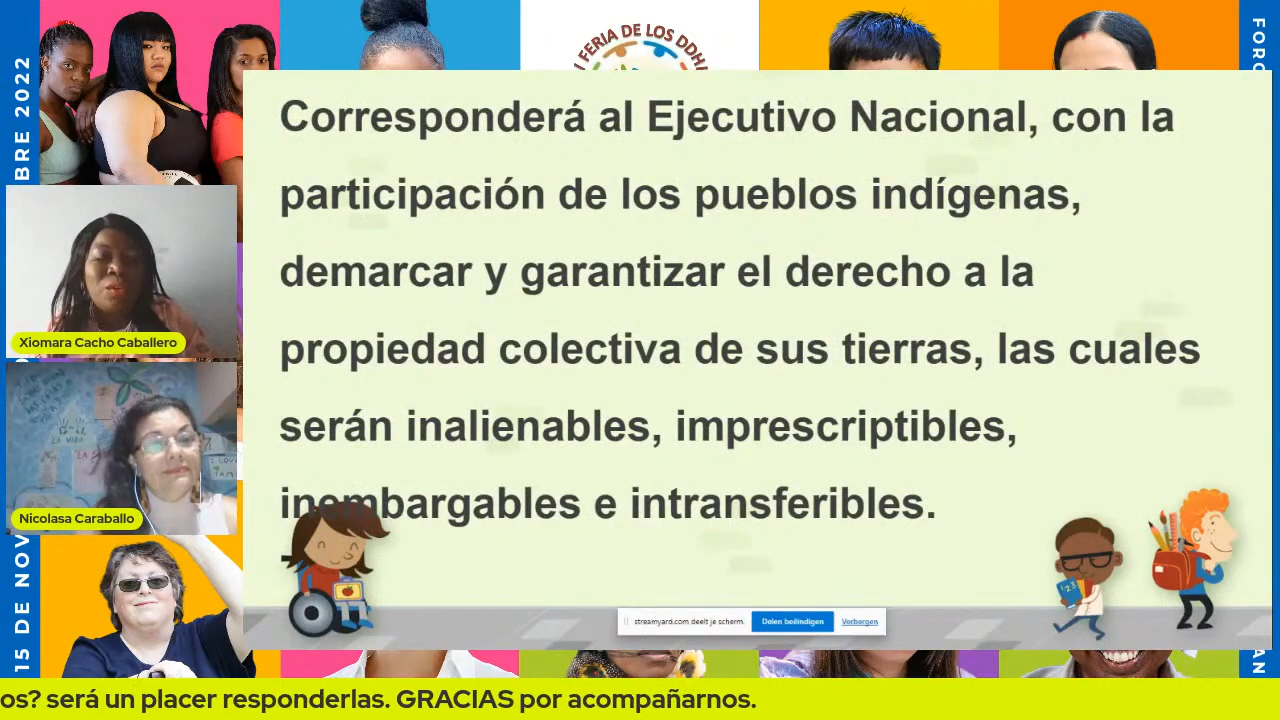 FERIA DE LOS DDHH
Corresponderá al Ejecutivo Nacional, con la
participación de los pueblos indígenas,
demarcar y garantizar el derecho a la
propiedad colectiva de sus tierras, las cuales
serán inalienables, imprescriptibles,
inembargables e intransferibles.
Xiomara Cacho Caballero
Nicolasa Caraballo
15 DE NOV
BRE 2022
FORO
AN
streamyard.com deelt je scherm.
Delen beëindigen
Verbergen
os? será un placer responderlas. GRACIAS por acompañarnos.